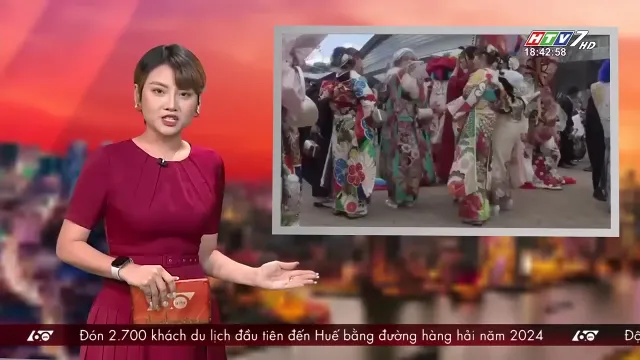 HTV7 HD
18:42:58
Đón 2.700 khách du lịch đầu tiên đến Huế bằng đường hàng hải năm 2024